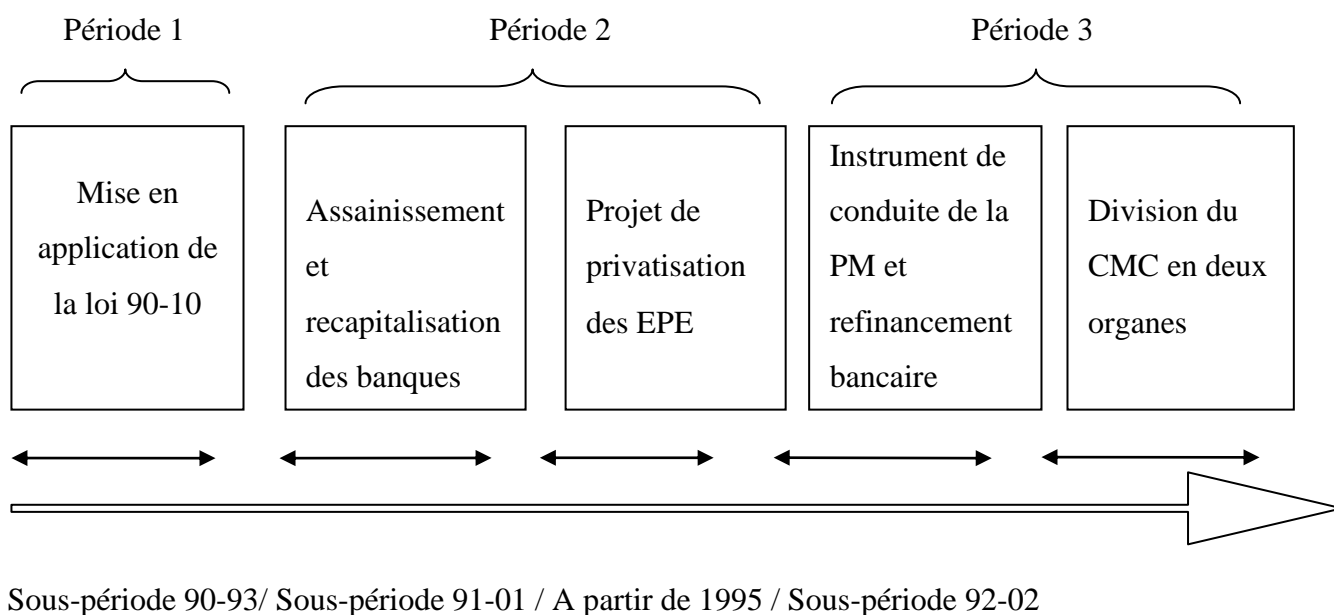 Période 1
Période 2
Période 3
Mise en
application de
la loi 90-10
Assainissement
et
recapitalisation
des banques
Projet de
privatisation
des EPE
Instrument de
conduite de la
PM et
refinancement
bancaire
Division du
CMC en deux
organes
Sous-période 90-93/ Sous-période 91-01 / A partir de 1995 / Sous-période 92-02